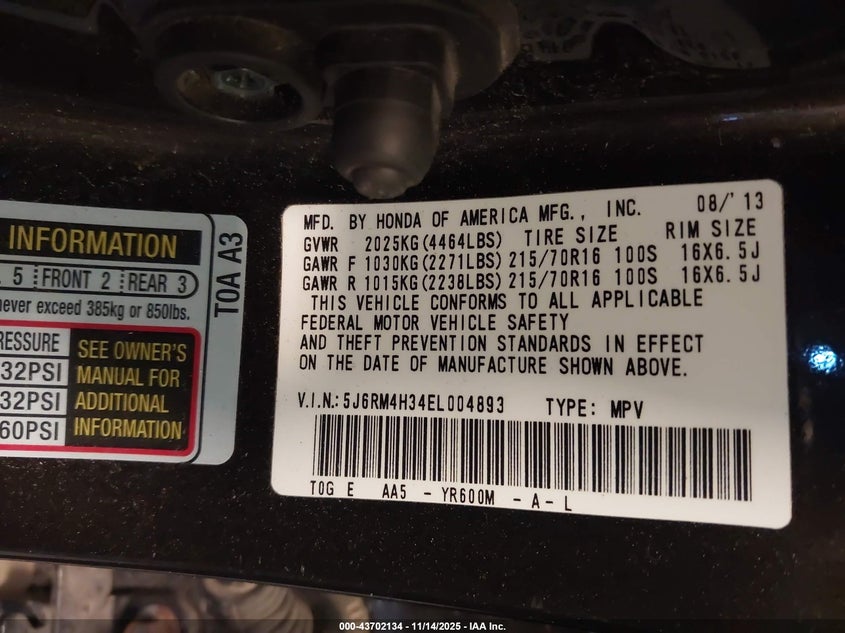 INFORMATION
5 FRONT 2 REAR 3
never exceed 385kg or 850lbs.
PRESSURE
32PSI
32PSI
60PSI
SEE OWNER'S
MANUAL FOR
ADDITIONAL
INFORMATION
T0A A3
MFD. BY HONDA OF AMERICA MFG., INC. 08/'13
GVWR 2025KG(4464LBS) TIRE SIZE RIM SIZE
GAWR F 1030KG(2271LBS) 215/70R16 100S 16X6.5J
GAWR R 1015KG(2238LBS) 215/70R16 100S 16X6.5J
THIS VEHICLE CONFORMS TO ALL APPLICABLE
FEDERAL MOTOR VEHICLE SAFETY
AND THEFT PREVENTION STANDARDS IN EFFECT
ON THE DATE OF MANUFACTURE SHOWN ABOVE.
V.I.N.:5J6RM4H34EL004893 TYPE: MPV
T0G E AA5 - YR600M - A - L
000-43702134 - 11/14/2025 - IAA Inc.